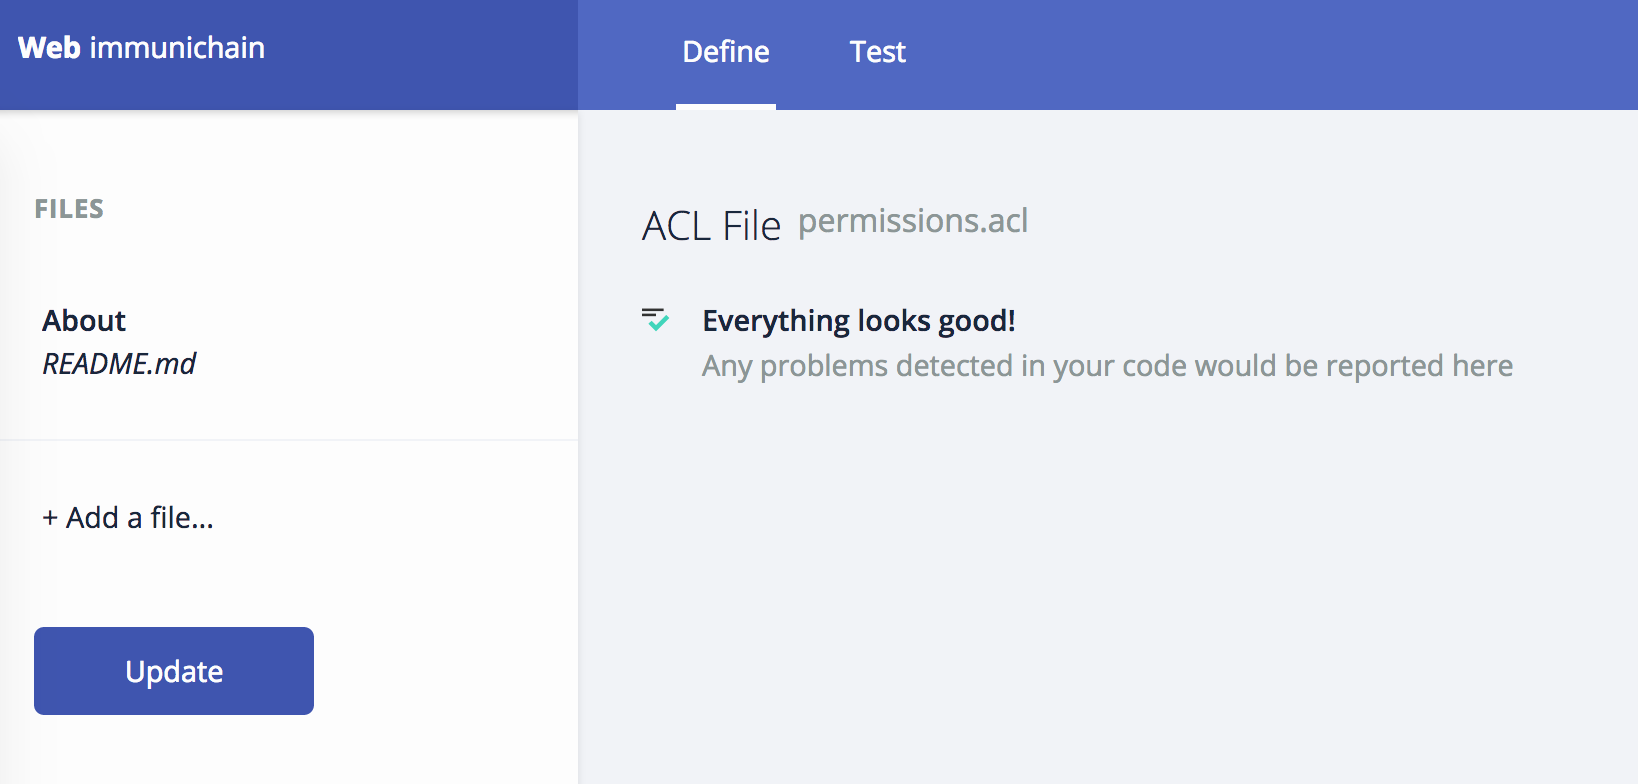 Web immunichain
Define
Test
FILES
About
README.md
+ Add a file...
Update
ACL File permissions.acl
Everything looks good!
Any problems detected in your code would be reported here